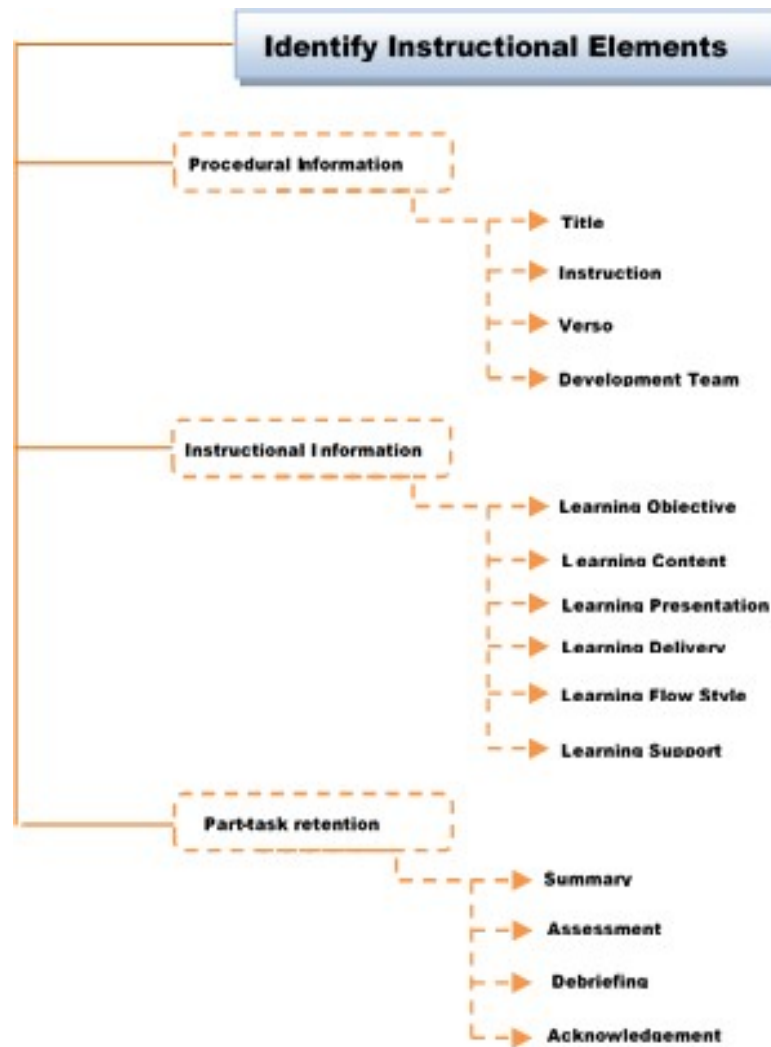 Identify Instructional Elements
Procedural Information
Title
Instruction
Verso
Development Team
Instructional Information
Learning Objective
Learning Content
Learning Presentation
Learning Delivery
Learning Flow Style
Learning Support
Part-task retention
Summary
Assessment
Debriefing
Acknowledgement